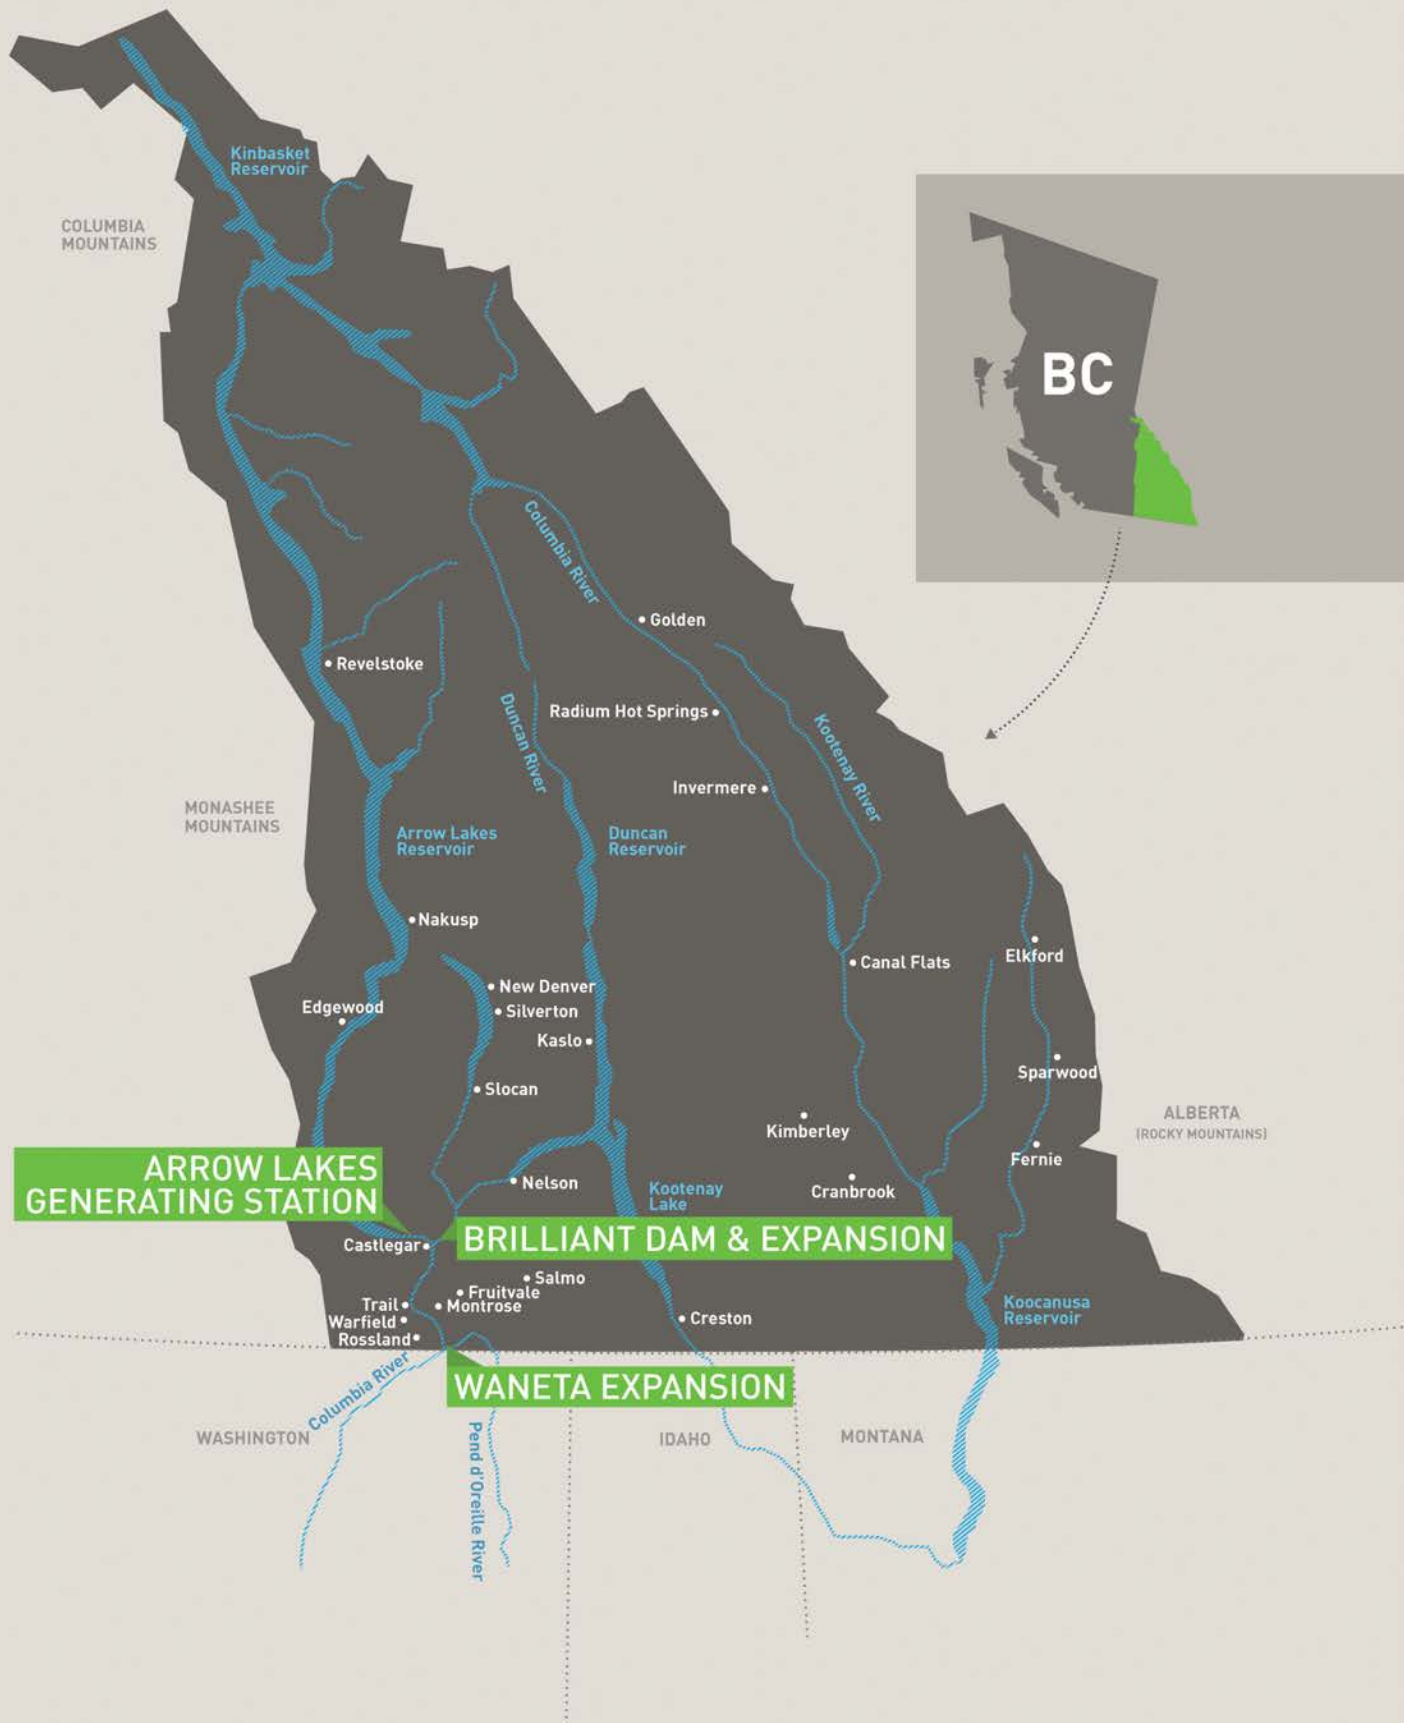 Kinbasket
Reservoir
COLUMBIA
MOUNTAINS
BC
Columbia River
Golden
Revelstoke
Radium Hot Springs
Duncan River
Kootenay River
Invermere
MONASHEE
MOUNTAINS
Arrow Lakes
Reservoir
Duncan
Reservoir
Nakusp
Canal Flats
Elkford
New Denver
Edgewood
Silverton
Kaslo
Sparwood
Slocan
Kimberley
ALBERTA
(ROCKY MOUNTAINS)
Fernie
ARROW LAKES
GENERATING STATION
Nelson
Kootenay
Lake
Cranbrook
BRILLIANT DAM & EXPANSION
Castlegar
Salmo
Fruitvale
Trail
Montrose
Warfield
Rossland
Creston
Koocanusa
Reservoir
Columbia River
WANETA EXPANSION
WASHINGTON
Pend d'Oreille River
IDAHO
MONTANA